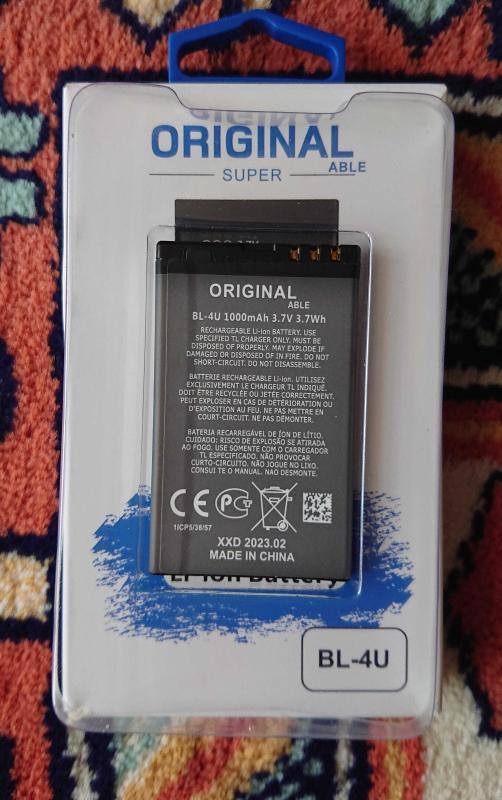 ORIGINAL
ABLE
SUPER
ORIGINAL
ABLE
BL-4U 1000mAh 3.7V 3.7Wh
RECHARGEABLE Li-ion BATTERY. USE
SPECIFIED TL CHARGER ONLY. MUST BE
DISPOSED OF PROPERLY. MAY EXPLODE IF
DAMAGED OR DISPOSED OF IN FIRE. DO NOT
SHORT-CIRCUIT. DO NOT DISASSEMBLE.
BATTERIE RECHARGEABLE Li-ion. UTILISEZ
EXCLUSIVEMENT LE CHARGEUR TL INDIQUÉ.
DOIT ÊTRE RECYCLÉE OU JETÉE CORRECTEMENT.
PEUT EXPLOSER EN CAS DE DÉTÉRIORATION OU
D'EXPOSITION AU FEU. NE PAS METTRE EN
COURT-CIRCUIT. NE PAS DÉMONTER.
BATERIA RECARREGÁVEL DE ÍON DE LÍTIO.
CUIDADO: RISCO DE EXPLOSÃO SE ATIRADA
AO FOGO. USE SOMENTE COM O CARREGADOR
TL ESPECIFICADO. NÃO PROVOCAR
CURTO-CIRCUITO. NÃO JOGUE NO LIXO.
CONSULTE O MANUAL. NAO DESMONTE.
CE PCT
1ICP5/38/57
XXD 2023.02
MADE IN CHINA
Li-ion Battery
BL-4U